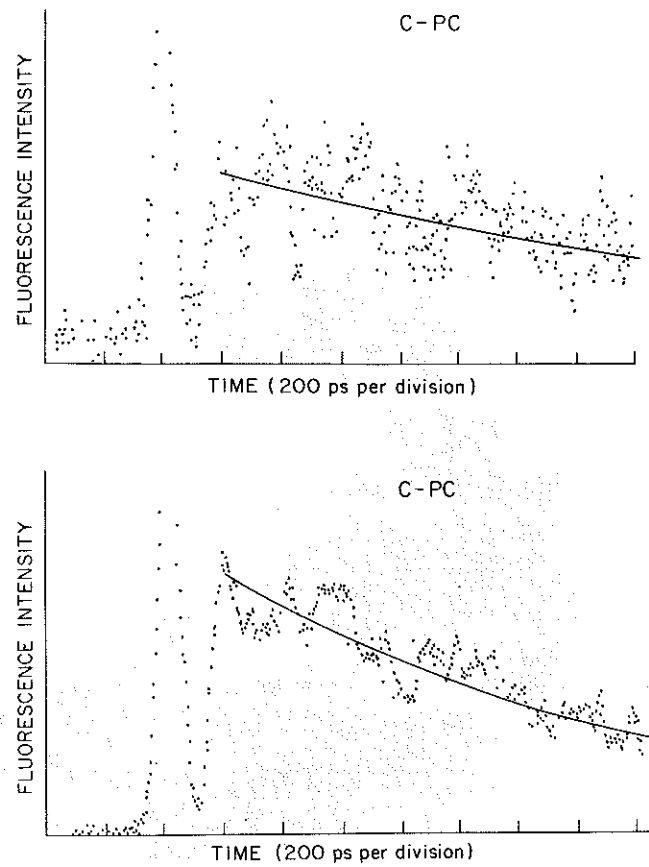 C-PC
FLUORESCENCE INTENSITY
TIME (200 ps per division)
C-PC
FLUORESCENCE INTENSITY
TIME (200 ps per division)